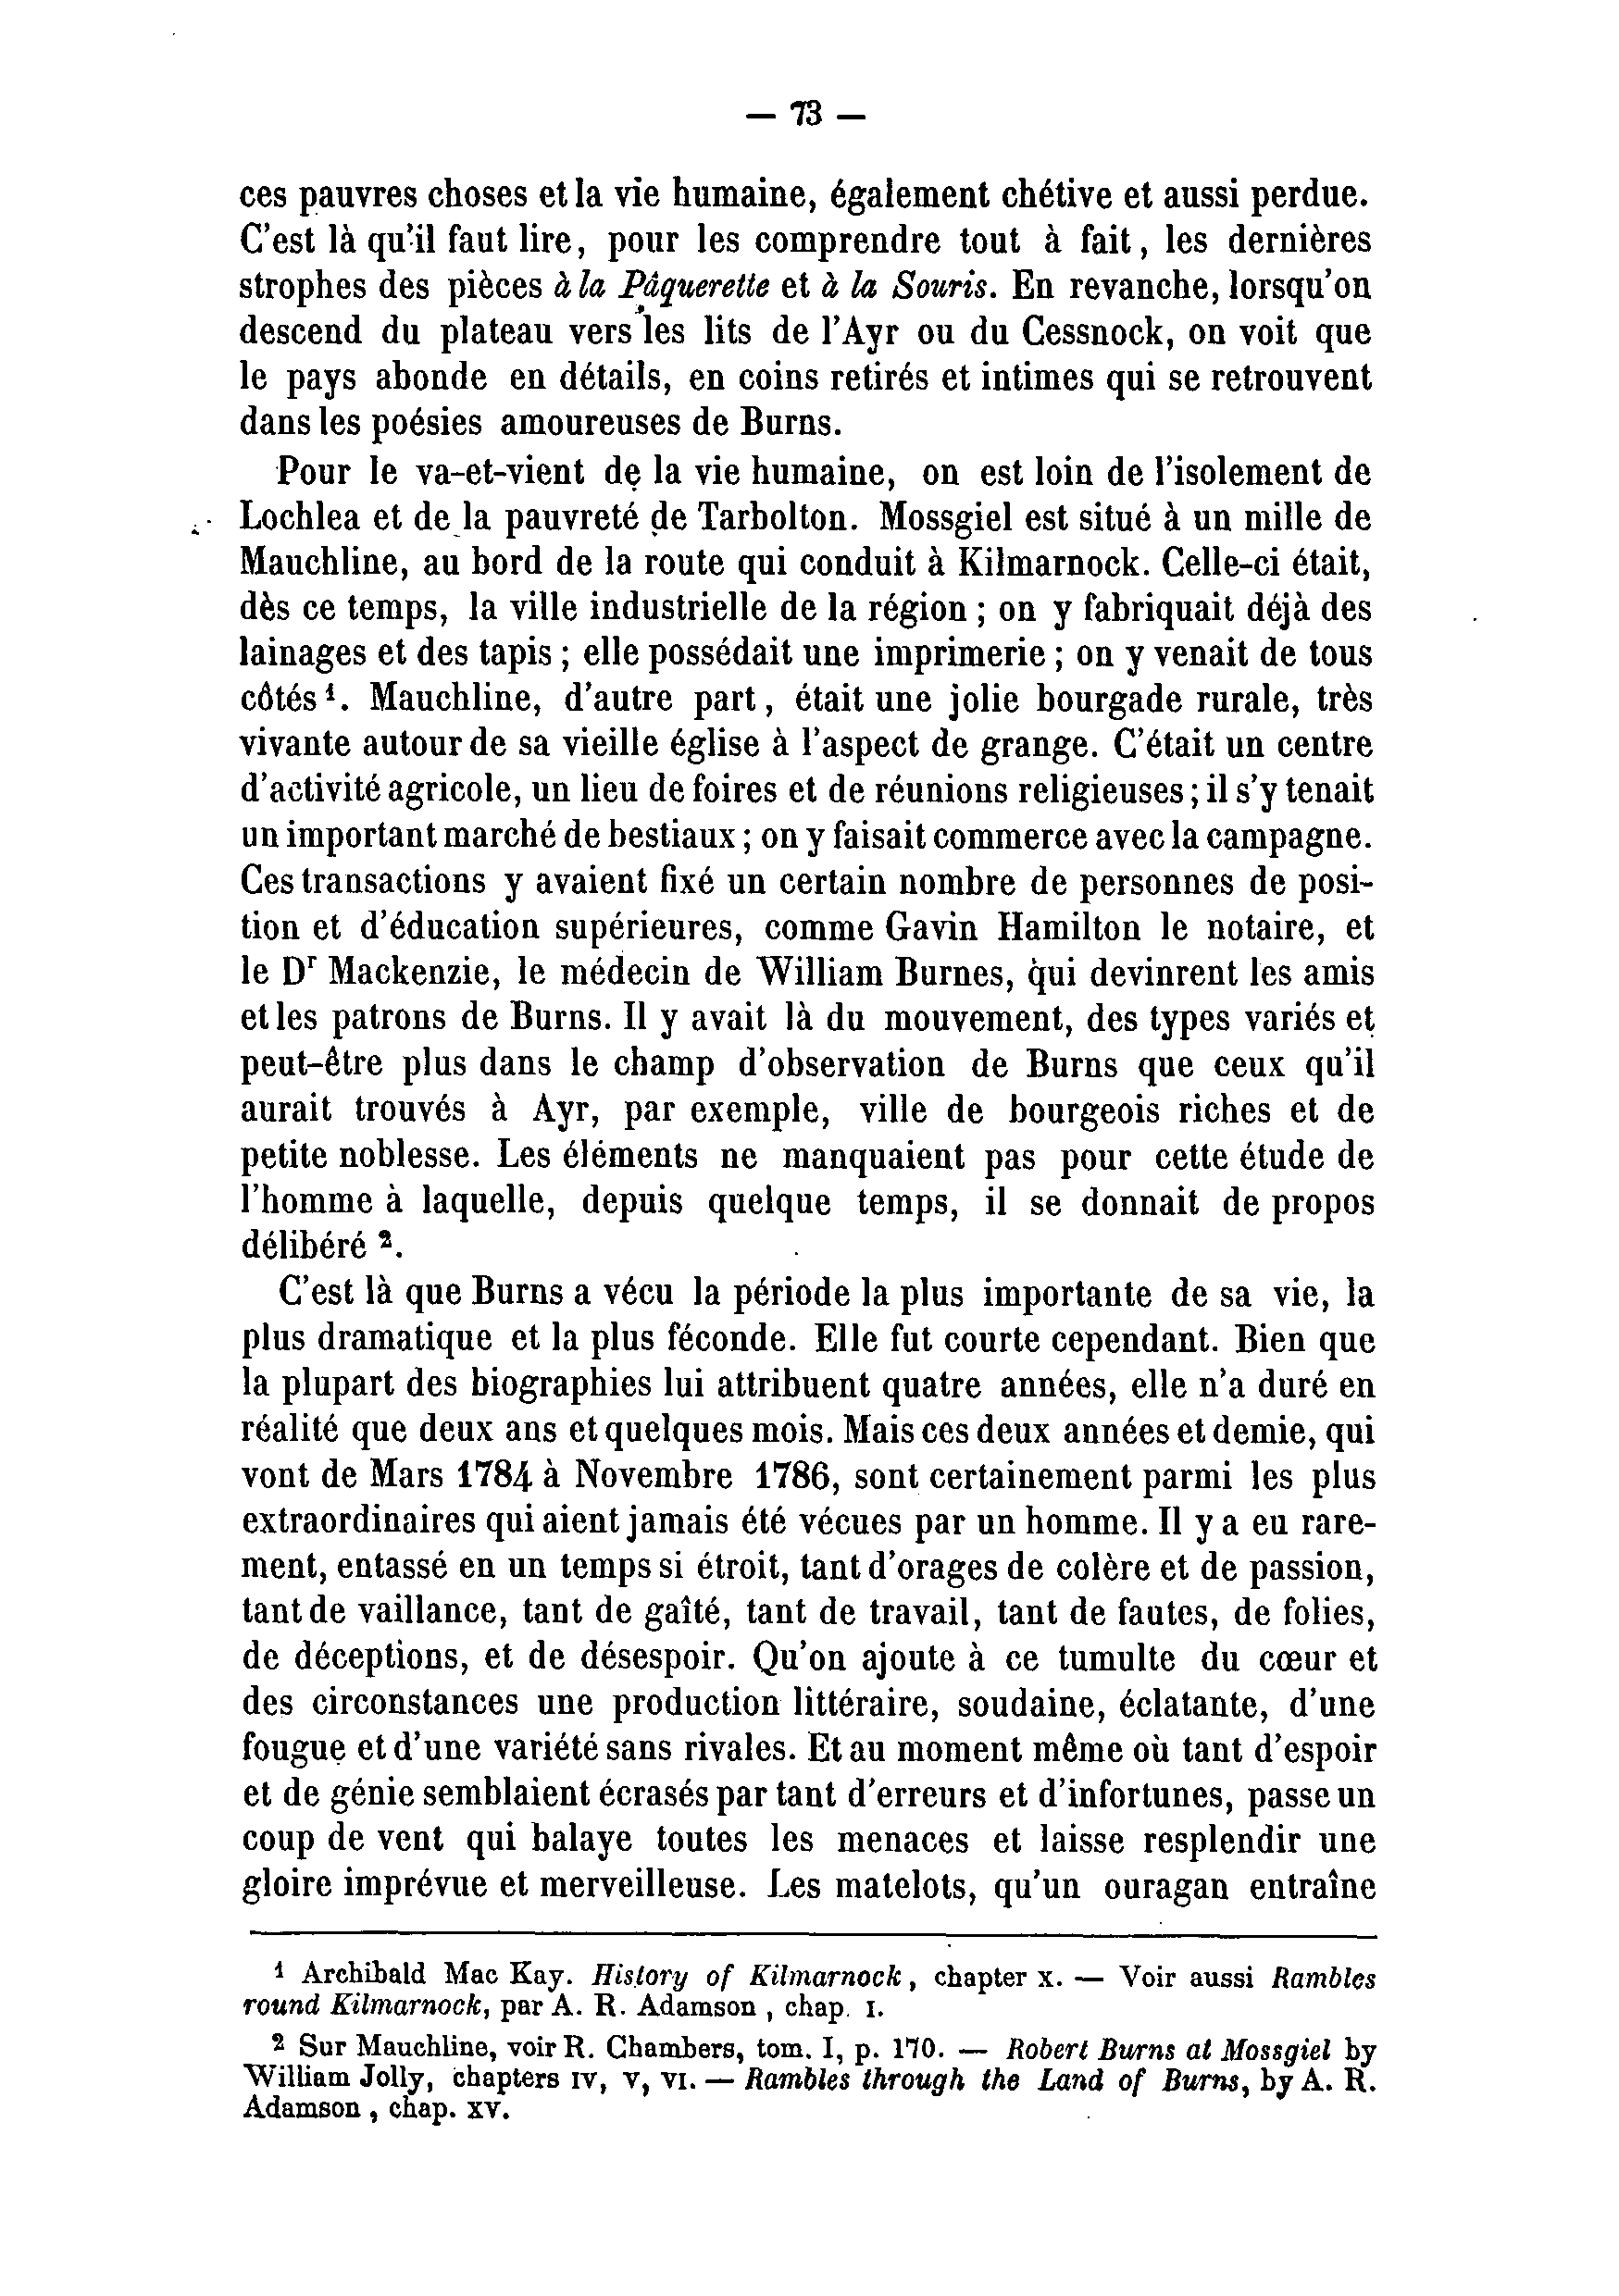 — 73 —
ces pauvres choses et la vie humaine, également chétive et aussi perdue.
C'est là qu'il faut lire, pour les comprendre tout à fait, les dernières
strophes des pièces à la Pâquerette et à la Souris. En revanche, lorsqu'on
descend du plateau vers les lits de l'Ayr ou du Cessnock, on voit que
le pays abonde en détails, en coins retirés et intimes qui se retrouvent
dans les poésies amoureuses de Burns.
Pour le va-et-vient de la vie humaine, on est loin de l'isolement de
Lochlea et de la pauvreté de Tarbolton. Mossgiel est situé à un mille de
Mauchline, au bord de la route qui conduit à Kilmarnock. Celle-ci était,
dès ce temps, la ville industrielle de la région ; on y fabriquait déjà des
lainages et des tapis ; elle possédait une imprimerie ; on y venait de tous
côtés ¹. Mauchline, d'autre part, était une jolie bourgade rurale, très
vivante autour de sa vieille église à l'aspect de grange. C'était un centre
d'activité agricole, un lieu de foires et de réunions religieuses ; il s'y tenait
un important marché de bestiaux ; on y faisait commerce avec la campagne.
Ces transactions y avaient fixé un certain nombre de personnes de posi-
tion et d'éducation supérieures, comme Gavin Hamilton le notaire, et
le Dʳ Mackenzie, le médecin de William Burnes, qui devinrent les amis
et les patrons de Burns. Il y avait là du mouvement, des types variés et
peut-être plus dans le champ d'observation de Burns que ceux qu'il
aurait trouvés à Ayr, par exemple, ville de bourgeois riches et de
petite noblesse. Les éléments ne manquaient pas pour cette étude de
l'homme à laquelle, depuis quelque temps, il se donnait de propos
délibéré ².
C'est là que Burns a vécu la période la plus importante de sa vie, la
plus dramatique et la plus féconde. Elle fut courte cependant. Bien que
la plupart des biographies lui attribuent quatre années, elle n'a duré en
réalité que deux ans et quelques mois. Mais ces deux années et demie, qui
vont de Mars 1784 à Novembre 1786, sont certainement parmi les plus
extraordinaires qui aient jamais été vécues par un homme. Il y a eu rare-
ment, entassé en un temps si étroit, tant d'orages de colère et de passion,
tant de vaillance, tant de gaîté, tant de travail, tant de fautes, de folies,
de déceptions, et de désespoir. Qu'on ajoute à ce tumulte du cœur et
des circonstances une production littéraire, soudaine, éclatante, d'une
fougue et d'une variété sans rivales. Et au moment même où tant d'espoir
et de génie semblaient écrasés par tant d'erreurs et d'infortunes, passe un
coup de vent qui balaye toutes les menaces et laisse resplendir une
gloire imprévue et merveilleuse. Les matelots, qu'un ouragan entraîne
¹ Archibald Mac Kay. History of Kilmarnock, chapter x. — Voir aussi Rambles
round Kilmarnock, par A. R. Adamson, chap. I.
² Sur Mauchline, voir R. Chambers, tom. I, p. 170. — Robert Burns at Mossgiel by
William Jolly, chapters IV, V, VI. — Rambles through the Land of Burns, by A. R.
Adamson, chap. XV.